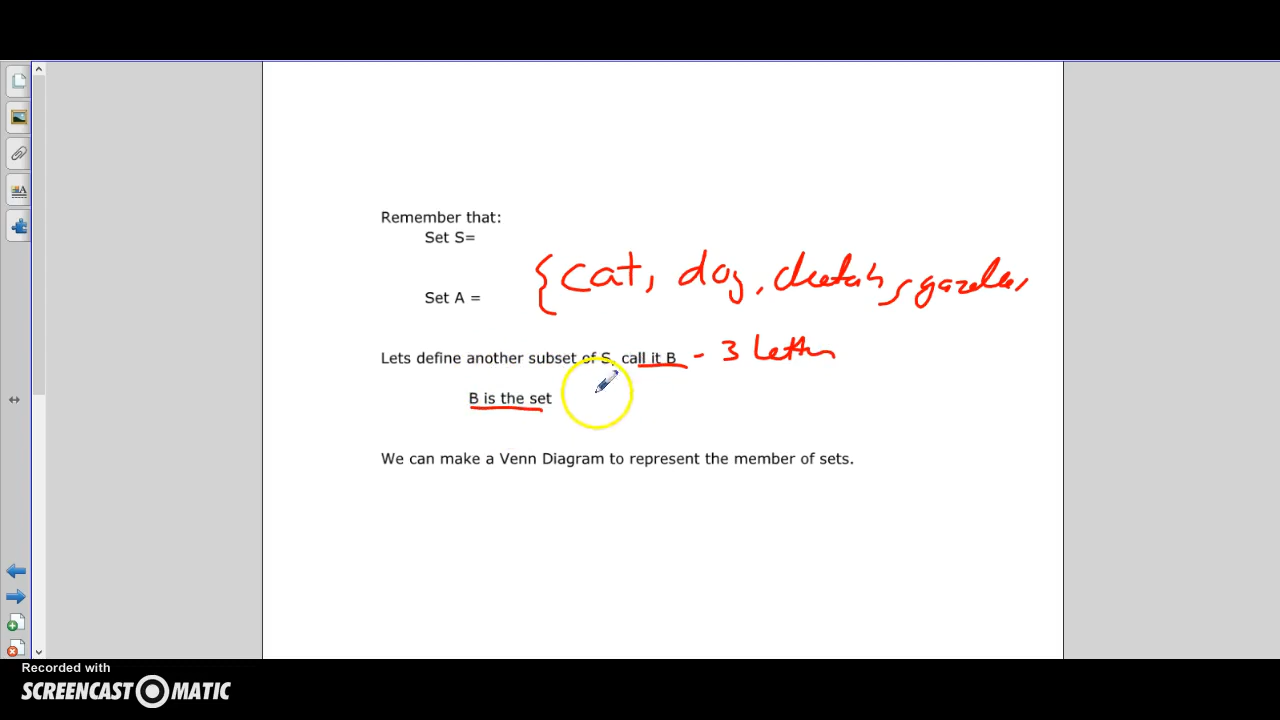 Remember that:
Set S=
{cat, dog, cheetah, gazelle,
Set A =
Lets define another subset of S, call it B - 3 letter
B is the set
We can make a Venn Diagram to represent the member of sets.
Recorded with
SCREENCAST MATIC